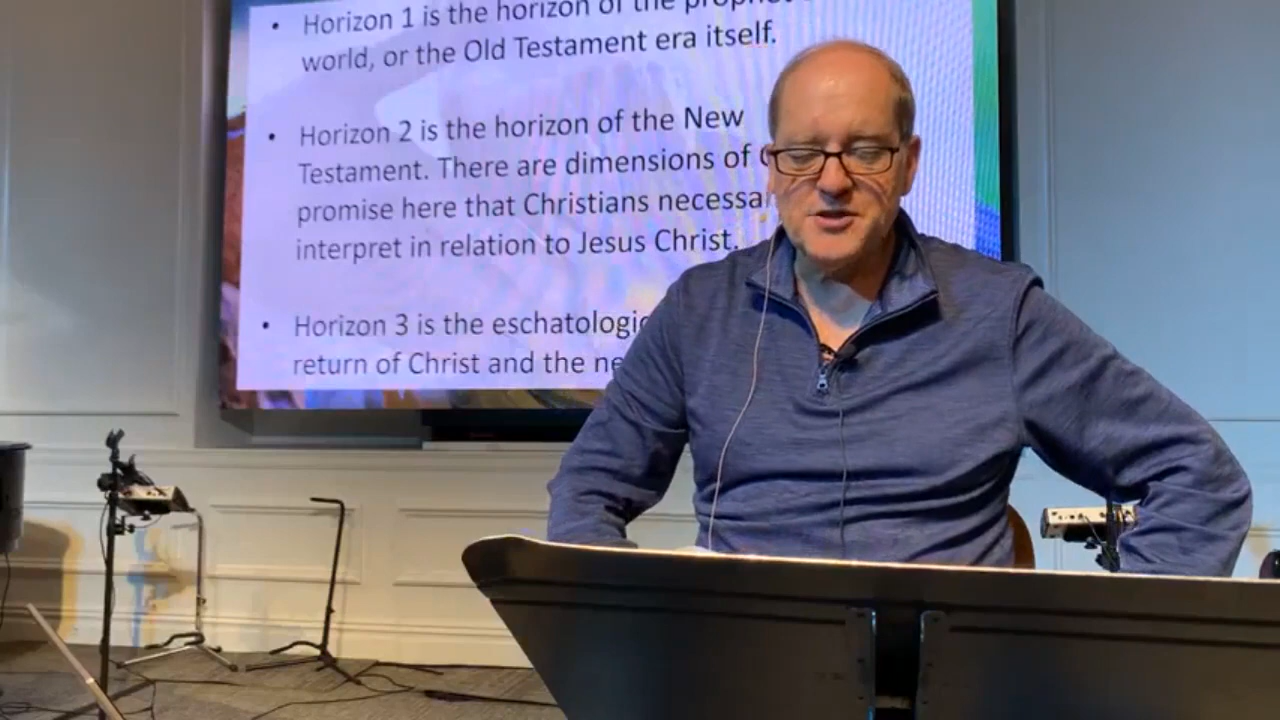 • Horizon 1 is the horizon of the prophet's
world, or the Old Testament era itself.
• Horizon 2 is the horizon of the New
Testament. There are dimensions of
promise here that Christians
interpret in relation to Jesus Christ.
• Horizon 3 is the
return of Christ and the